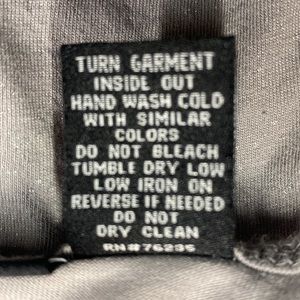 TURN GARMENT
INSIDE OUT
HAND WASH COLD
WITH SIMILAR
COLORS
DO NOT BLEACH
TUMBLE DRY LOW
LOW IRON ON
REVERSE IF NEEDED
DO NOT
DRY CLEAN
RN#76235